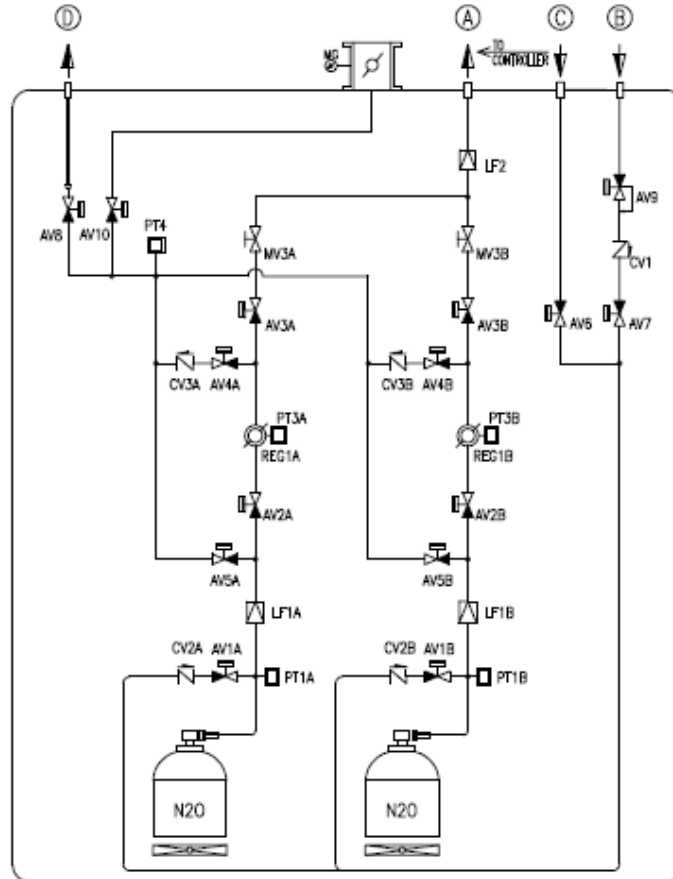 D A C B
MG
TO
CONTROLLER
LF2
AV9
PT4
AV8 AV10
MV3A MV3B
CV1
AV3A AV3B AV6 AV7
CV3A AV4A CV3B AV4B
PT3A PT3B
REG1A REG1B
AV2A AV2B
AV5A AV5B
LF1A LF1B
CV2A AV1A CV2B AV1B
PT1A PT1B
N2O N2O